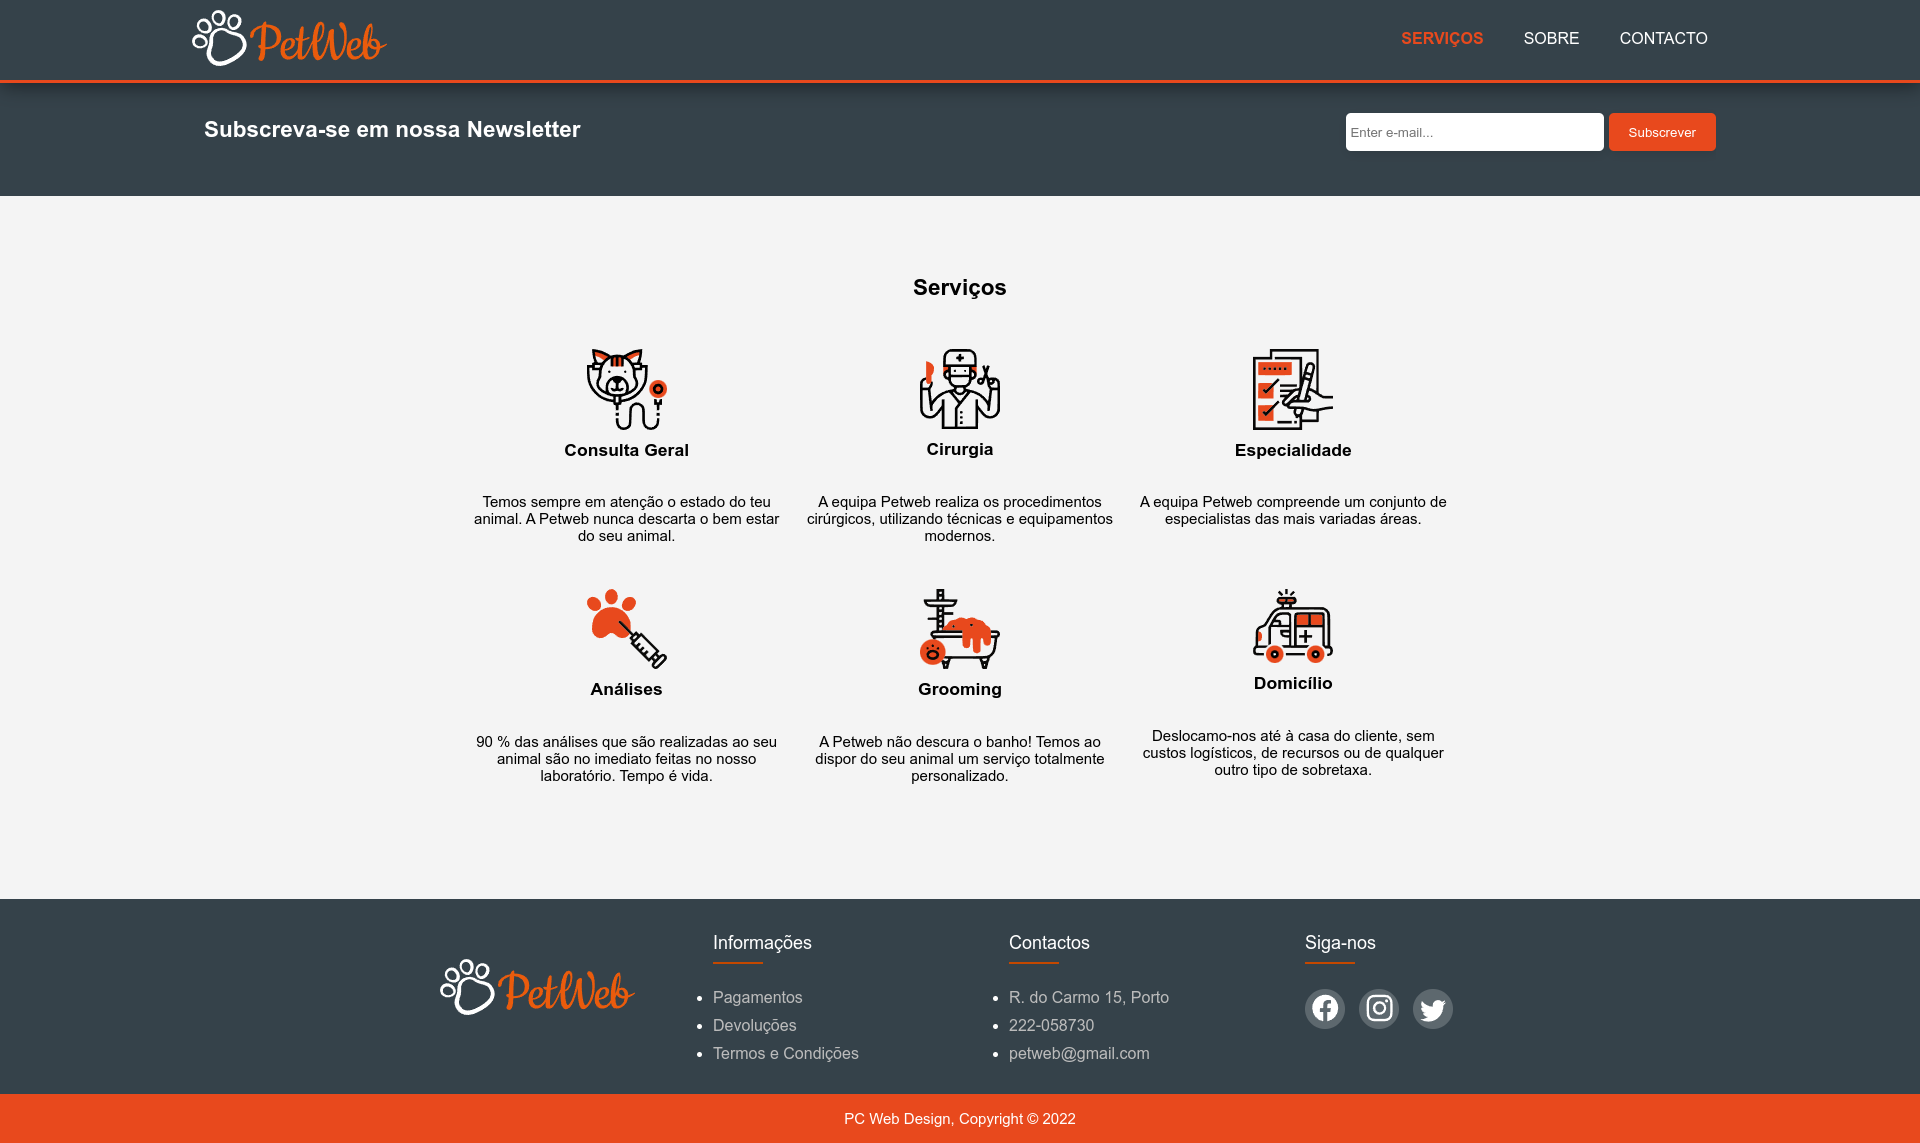 PetWeb
SERVIÇOS
SOBRE
CONTACTO
Subscreva-se em nossa Newsletter
Enter e-mail...
Subscrever
Serviços
Consulta Geral
Temos sempre em atenção o estado do teu
animal. A Petweb nunca descarta o bem estar
do seu animal.
Cirurgia
A equipa Petweb realiza os procedimentos
cirúrgicos, utilizando técnicas e equipamentos
modernos.
Especialidade
A equipa Petweb compreende um conjunto de
especialistas das mais variadas áreas.
Análises
90 % das análises que são realizadas ao seu
animal são no imediato feitas no nosso
laboratório. Tempo é vida.
Grooming
A Petweb não descura o banho! Temos ao
dispor do seu animal um serviço totalmente
personalizado.
Domicílio
Deslocamo-nos até à casa do cliente, sem
custos logísticos, de recursos ou de qualquer
outro tipo de sobretaxa.
PetWeb
Informações
Pagamentos
Devoluções
Termos e Condições
Contactos
R. do Carmo 15, Porto
222-058730
petweb@gmail.com
Siga-nos
PC Web Design, Copyright © 2022